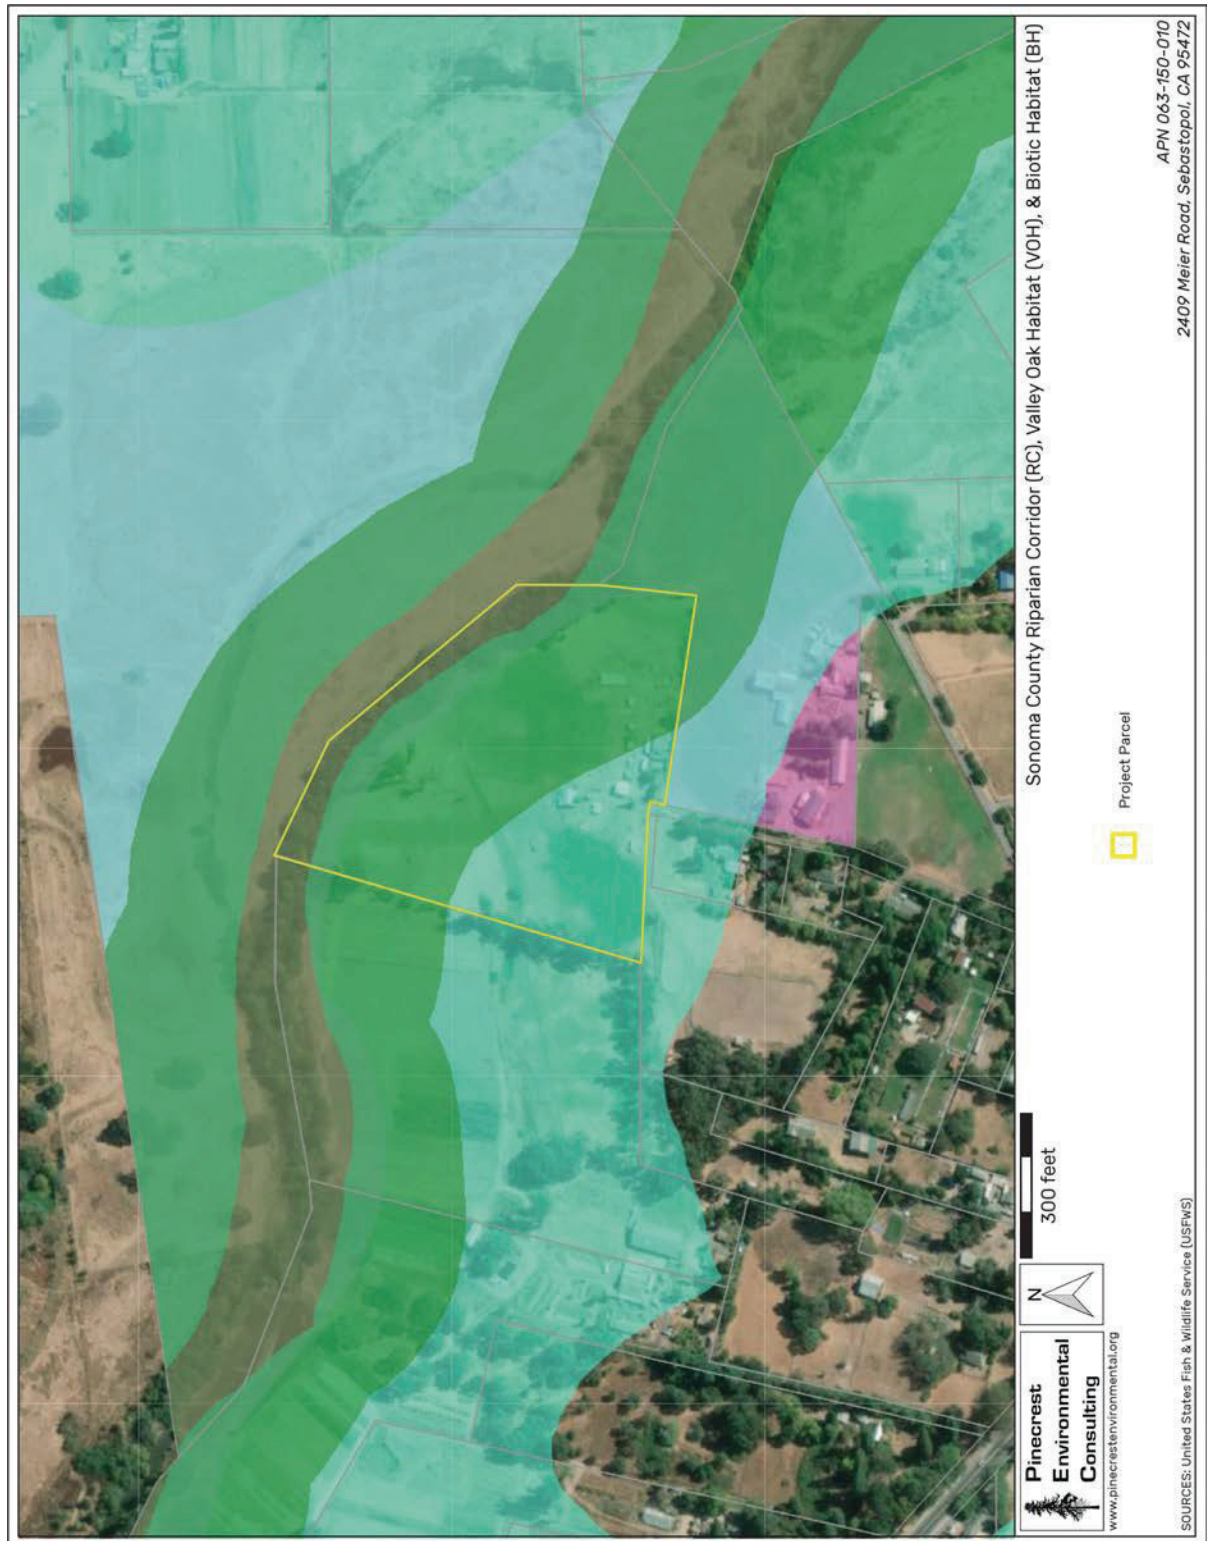 Sonoma County Riparian Corridor (RC), Valley Oak Habitat (VOH), & Biotic Habitat (BH)
Project Parcel
APN 063-150-010
2409 Meier Road, Sebastopol, CA 95472
300 feet
N
Pinecrest
Environmental
Consulting
www.pinecrestenvironmental.org
SOURCES: United States Fish & Wildlife Service (USFWS)